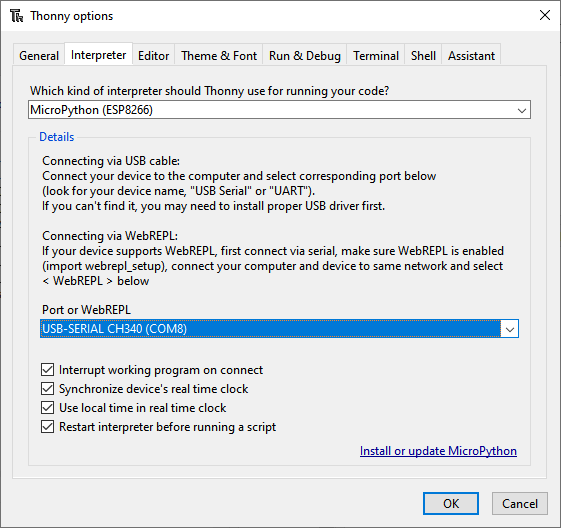 Thonny options
General Interpreter Editor Theme & Font Run & Debug Terminal Shell Assistant
Which kind of interpreter should Thonny use for running your code?
MicroPython (ESP8266)
Details
Connecting via USB cable:
Connect your device to the computer and select corresponding port below
(look for your device name, "USB Serial" or "UART").
If you can't find it, you may need to install proper USB driver first.
Connecting via WebREPL:
If your device supports WebREPL, first connect via serial, make sure WebREPL is enabled
(import webrepl_setup), connect your computer and device to same network and select
< WebREPL > below
Port or WebREPL
USB-SERIAL CH340 (COM8)
Interrupt working program on connect
Synchronize device's real time clock
Use local time in real time clock
Restart interpreter before running a script
Install or update MicroPython
OK Cancel